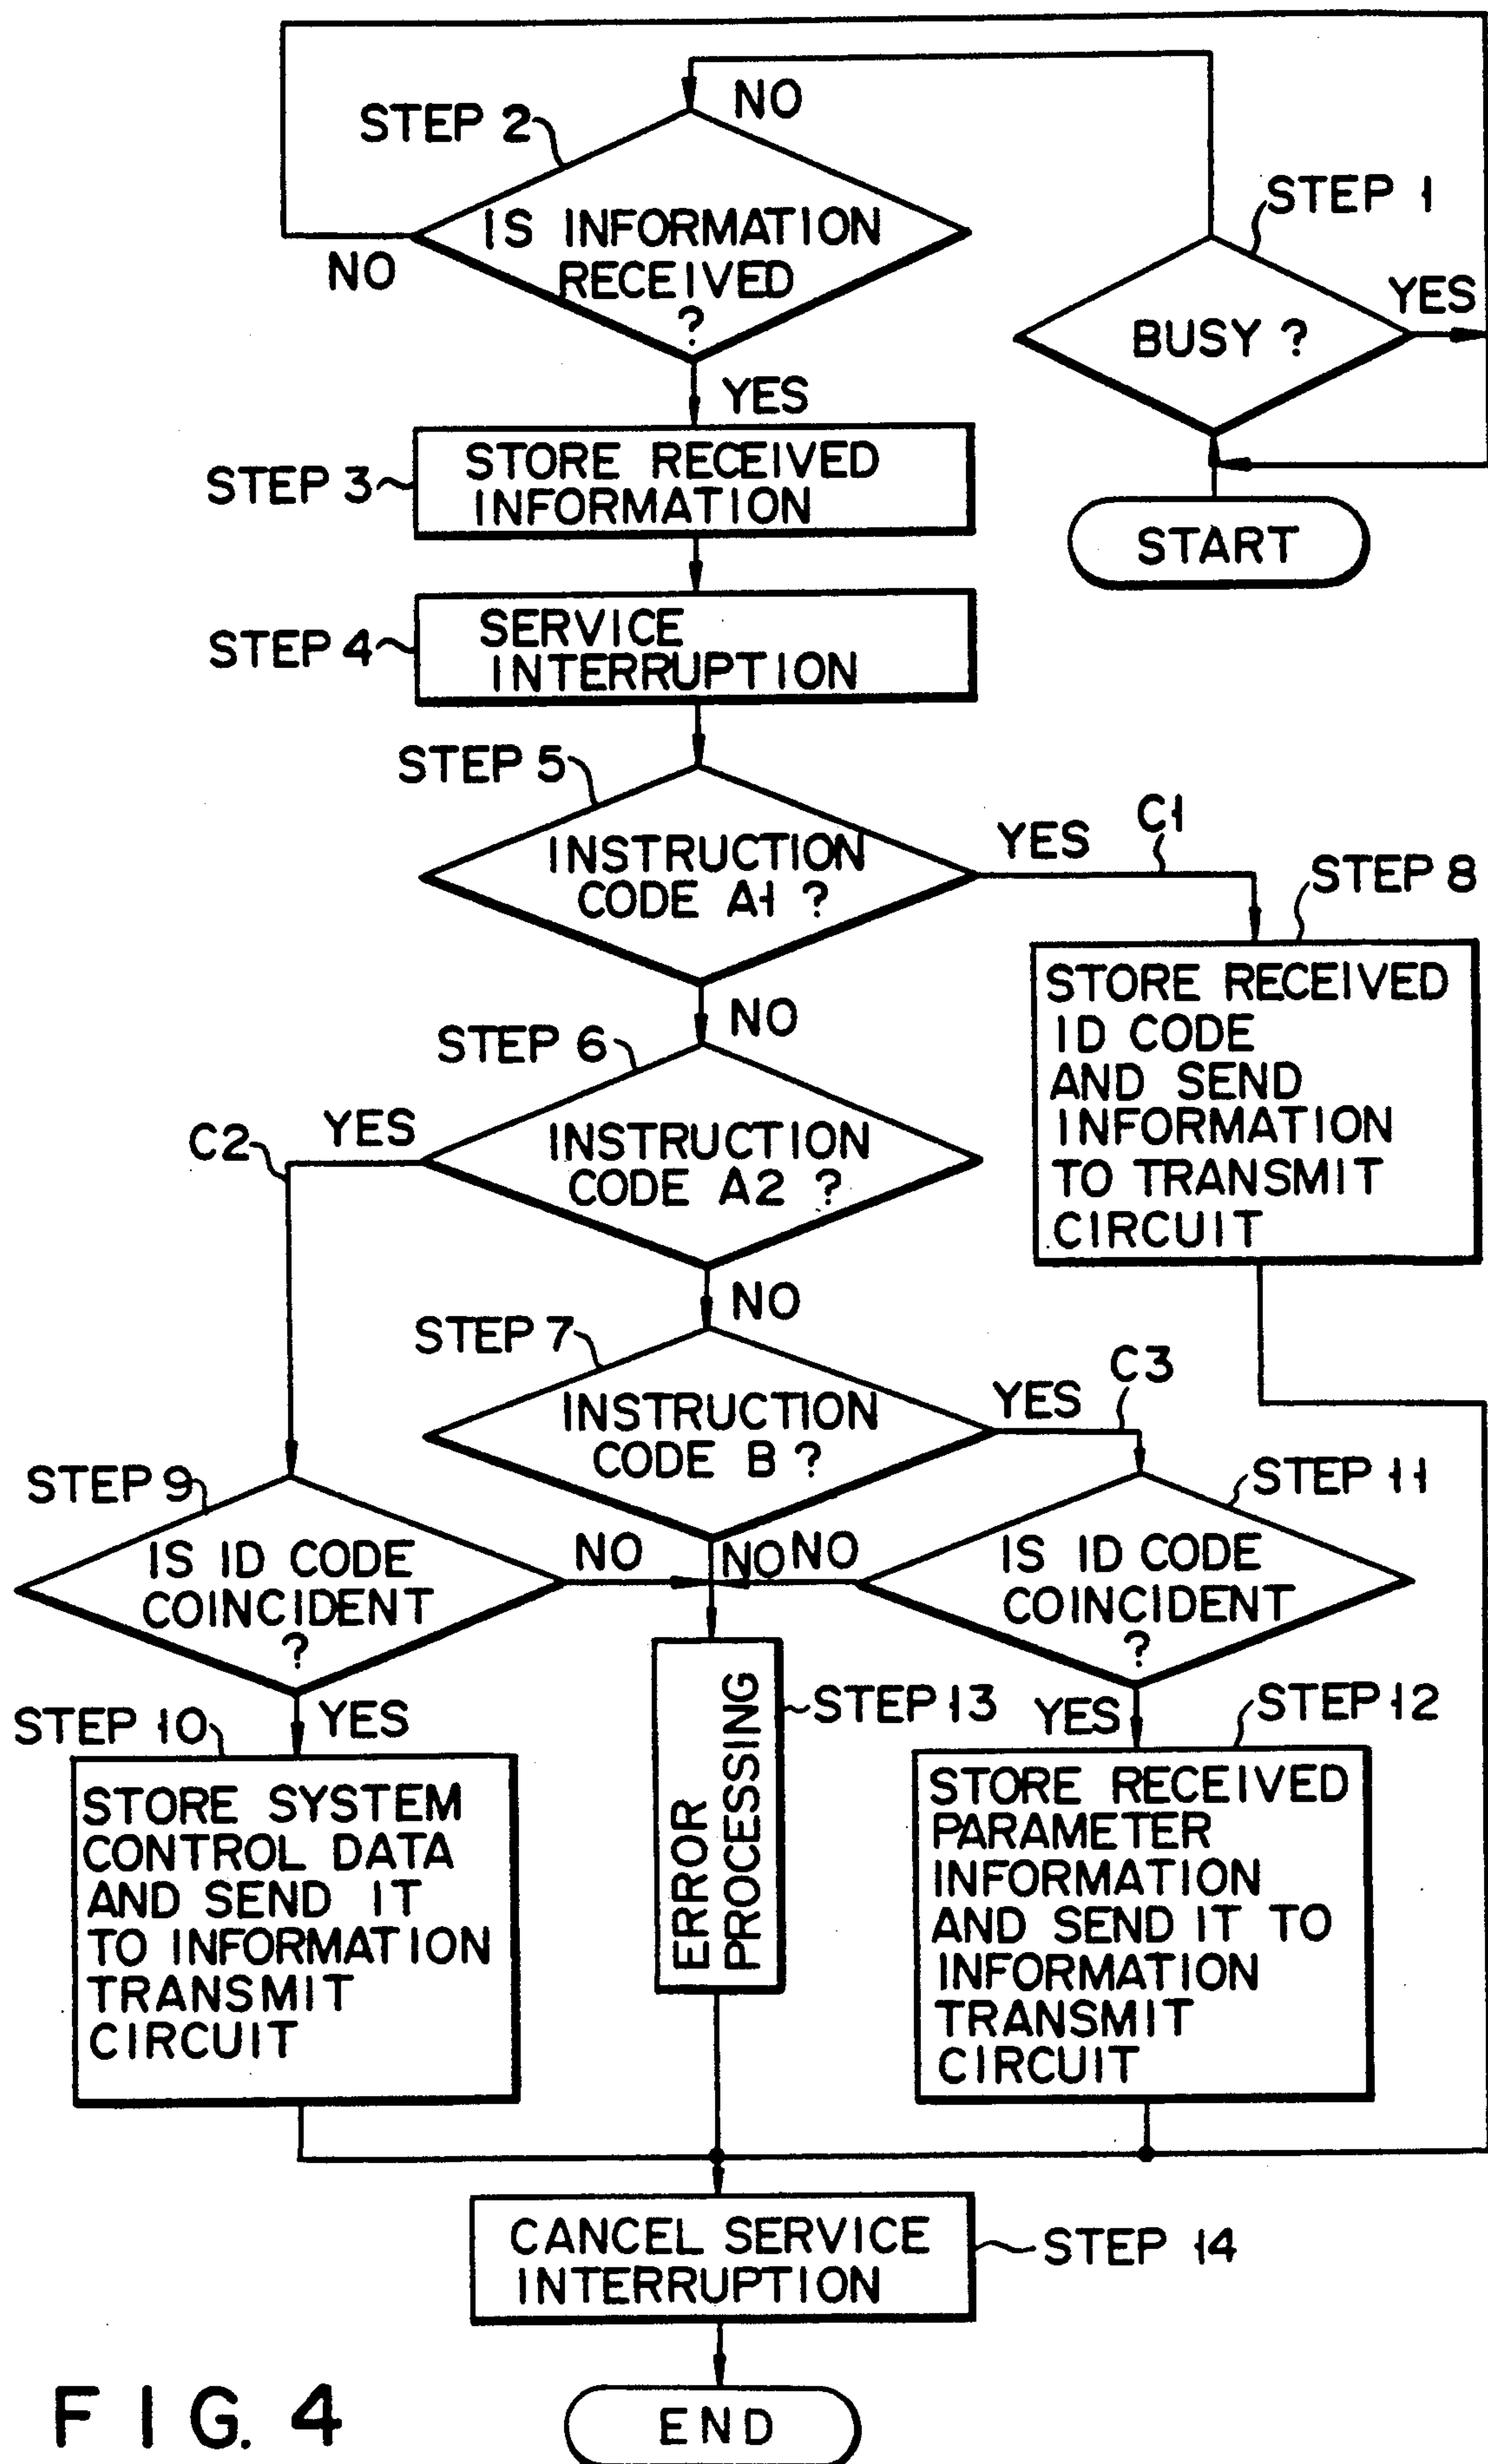 NO
STEP 2
IS INFORMATION
RECEIVED
?
NO
STEP 1
YES
BUSY ?
YES
STEP 3
STORE RECEIVED
INFORMATION
START
STEP 4
SERVICE
INTERRUPTION
STEP 5
INSTRUCTION
CODE A1 ?
YES
C1
STEP 8
STORE RECEIVED
ID CODE
AND SEND
INFORMATION
TO TRANSMIT
CIRCUIT
NO
STEP 6
C2
YES
INSTRUCTION
CODE A2 ?
NO
STEP 7
INSTRUCTION
CODE B ?
YES
C3
STEP 9
IS ID CODE
COINCIDENT
?
NO
NO
NO
STEP 11
IS ID CODE
COINCIDENT
?
STEP 10
YES
STORE SYSTEM
CONTROL DATA
AND SEND IT
TO INFORMATION
TRANSMIT
CIRCUIT
ERROR
PROCESSING
STEP 13
YES
STEP 12
STORE RECEIVED
PARAMETER
INFORMATION
AND SEND IT TO
INFORMATION
TRANSMIT
CIRCUIT
CANCEL SERVICE
INTERRUPTION
STEP 14
END
FIG. 4